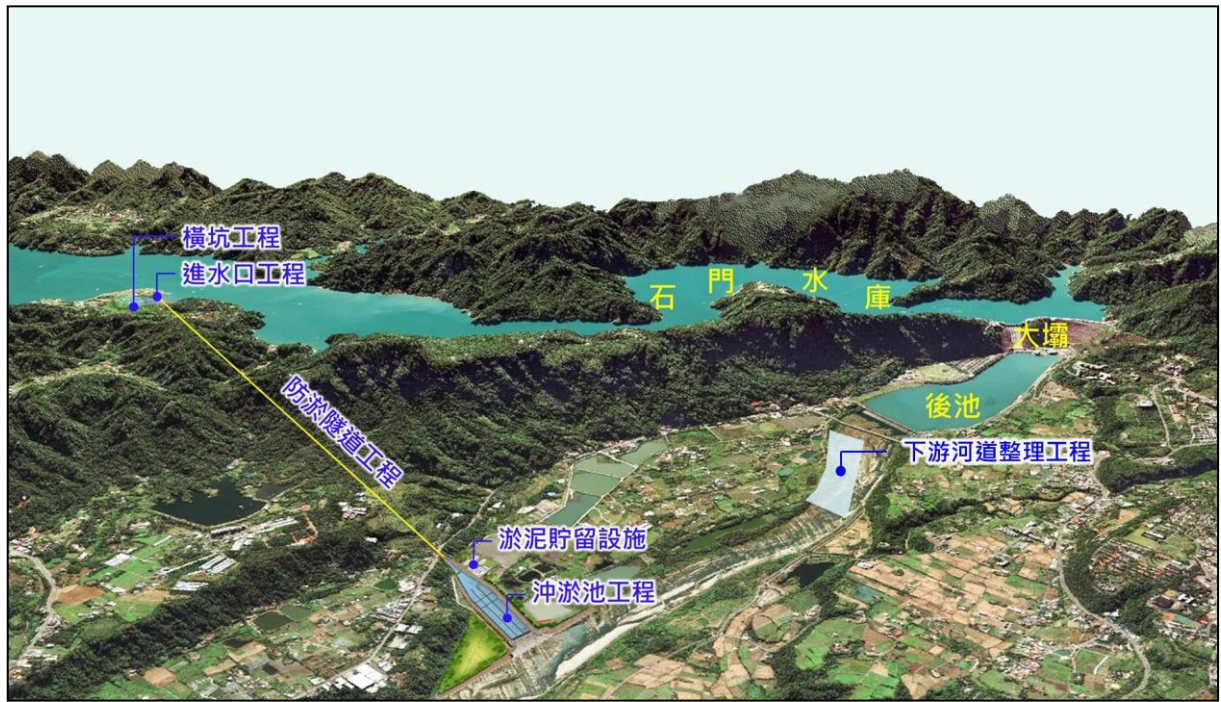 橫坑工程
進水口工程
石門水庫
大壩
防淤隧道工程
後池
下游河道整理工程
淤泥貯留設施
沖淤池工程